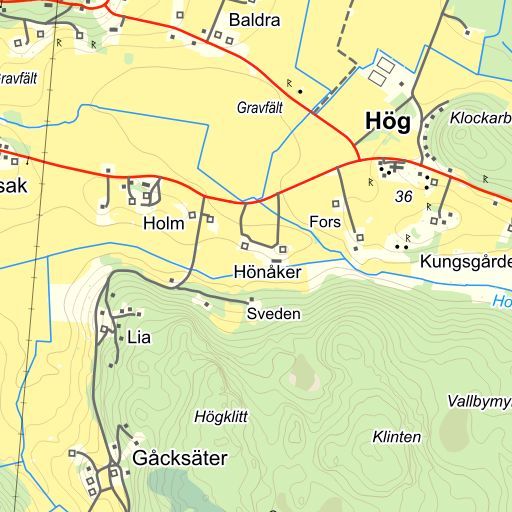 Baldra
Gravfält
Gravfält
Hög
Klockarb
sak
36
Holm
Fors
Kungsgårde
Hönåker
Ho
Sveden
Lia
Vallbymy
Högklitt
Klinten
Gåcksäter